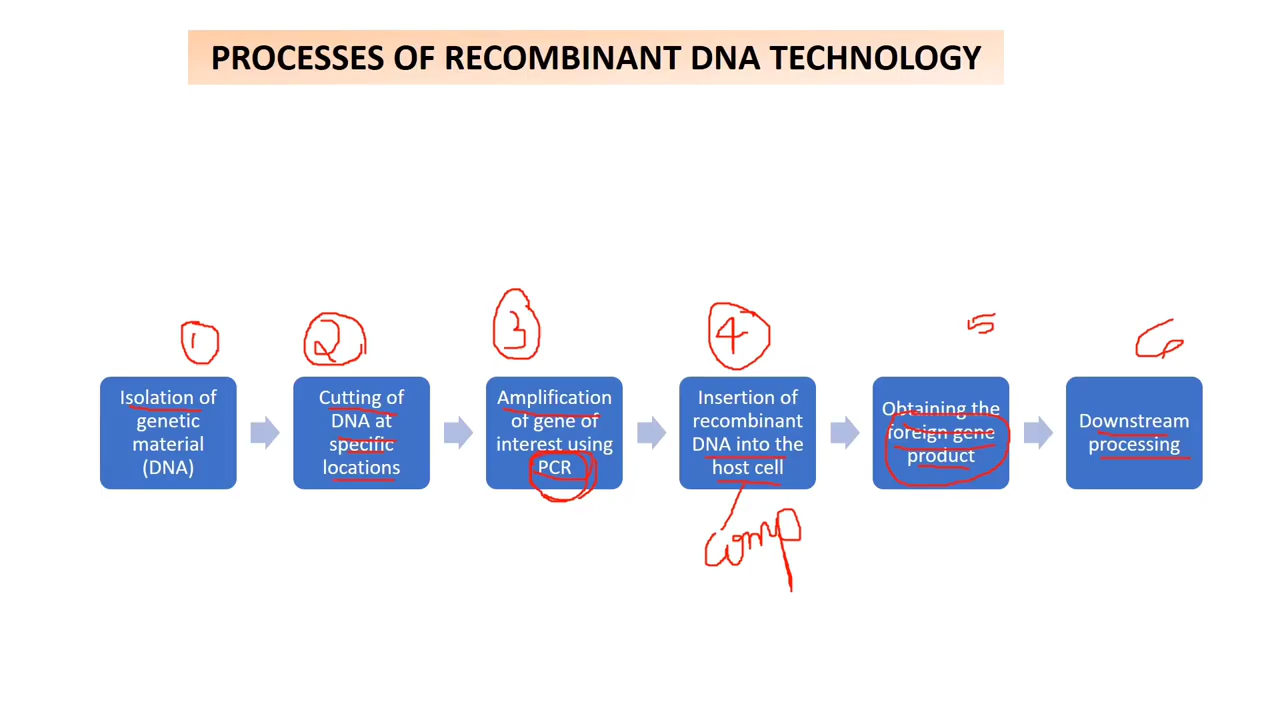 PROCESSES OF RECOMBINANT DNA TECHNOLOGY
1
2
3
4
5
6
Isolation of
genetic
material
(DNA)
Cutting of
DNA at
specific
locations
Amplification
of gene of
interest using
PCR
Insertion of
recombinant
DNA into the
host cell
Obtaining the
foreign gene
product
Downstream
processing
comp